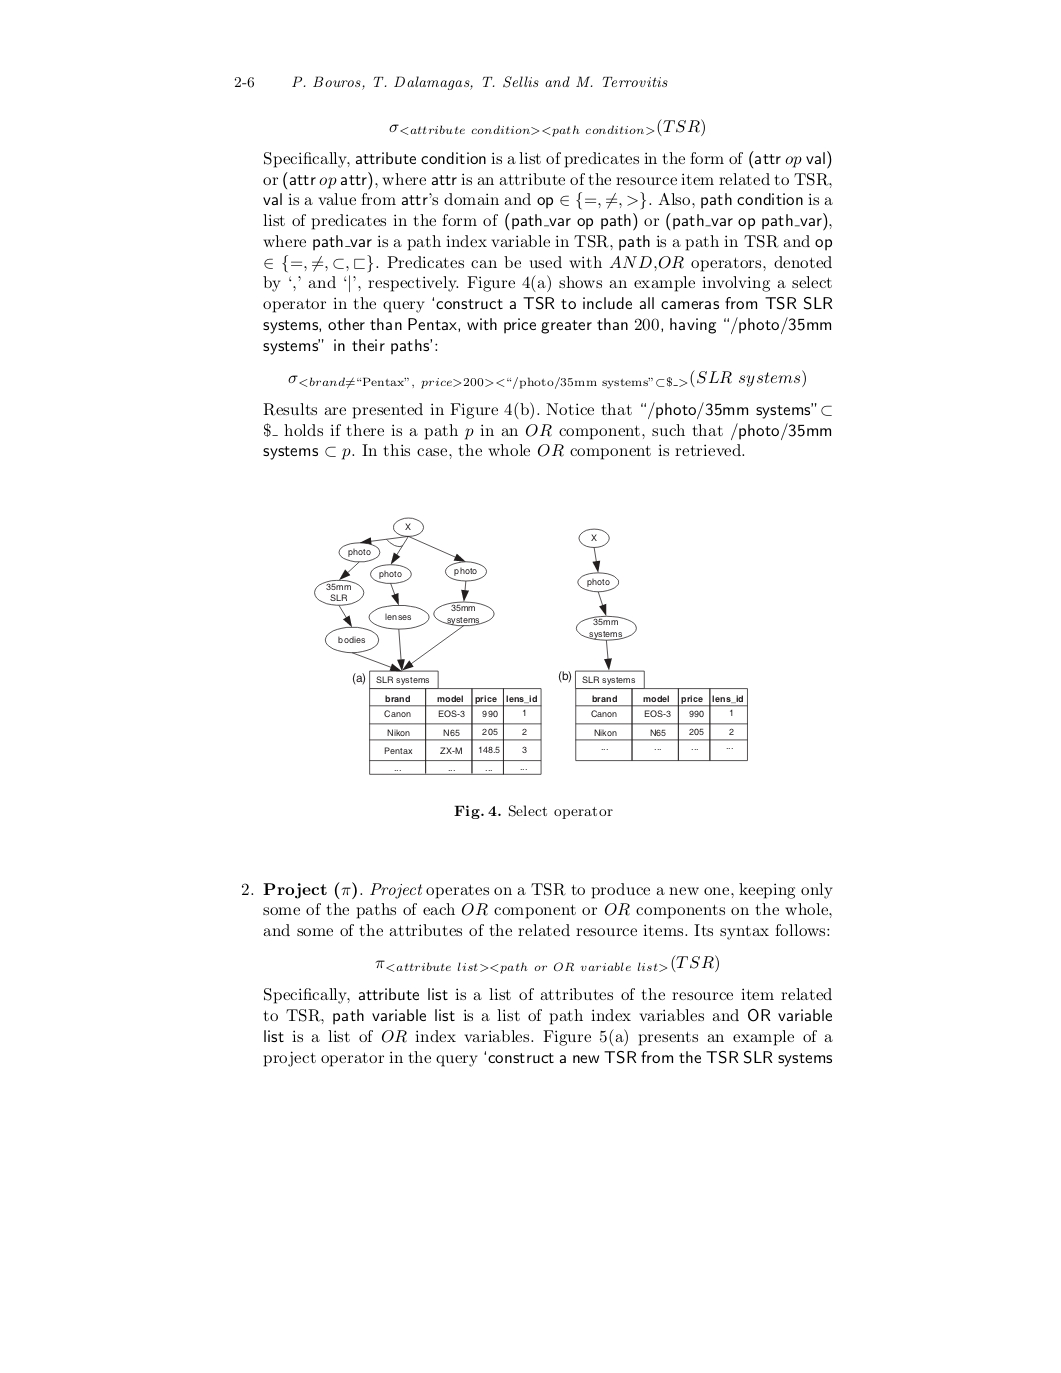 2-6 P. Bouros, T. Dalamagas, T. Sellis and M. Terrovitis
σ<attribute condition><path condition>(TSR)
Specifically, attribute condition is a list of predicates in the form of (attr op val)
or (attr op attr), where attr is an attribute of the resource item related to TSR,
val is a value from attr's domain and op ∈ {=, ≠, >}. Also, path condition is a
list of predicates in the form of (path_var op path) or (path_var op path_var),
where path_var is a path index variable in TSR, path is a path in TSR and op
∈ {=, ≠, ⊂, ⊏}. Predicates can be used with AND,OR operators, denoted
by ‘,’ and ‘|’, respectively. Figure 4(a) shows an example involving a select
operator in the query ‘construct a TSR to include all cameras from TSR SLR
systems, other than Pentax, with price greater than 200, having “/photo/35mm
systems” in their paths’:
σ<brand≠“Pentax”, price>200><“/photo/35mm systems”⊂$_>(SLR systems)
Results are presented in Figure 4(b). Notice that “/photo/35mm systems”⊂
$_ holds if there is a path p in an OR component, such that /photo/35mm
systems ⊂ p. In this case, the whole OR component is retrieved.
X
photo
photo
photo
35mm
SLR
lenses
35mm
systems
bodies
(a) SLR systems
brand model price lens_id
Canon EOS-3 990 1
Nikon N65 205 2
Pentax ZX-M 148.5 3
... ... ... ...
X
photo
35mm
systems
(b) SLR systems
brand model price lens_id
Canon EOS-3 990 1
Nikon N65 205 2
... ... ... ...
Fig. 4. Select operator
2. Project (π). Project operates on a TSR to produce a new one, keeping only
some of the paths of each OR component or OR components on the whole,
and some of the attributes of the related resource items. Its syntax follows:
π<attribute list><path or OR variable list>(TSR)
Specifically, attribute list is a list of attributes of the resource item related
to TSR, path variable list is a list of path index variables and OR variable
list is a list of OR index variables. Figure 5(a) presents an example of a
project operator in the query ‘construct a new TSR from the TSR SLR systems